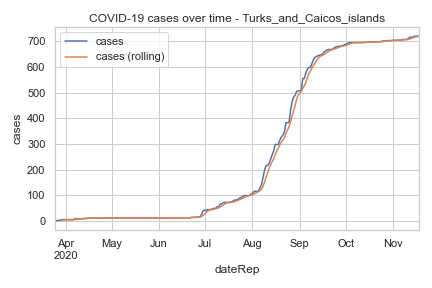 COVID-19 cases over time - Turks_and_Caicos_islands
cases
cases (rolling)
700
600
500
400
300
200
100
0
cases
Apr May Jun Jul Aug Sep Oct Nov
2020
dateRep